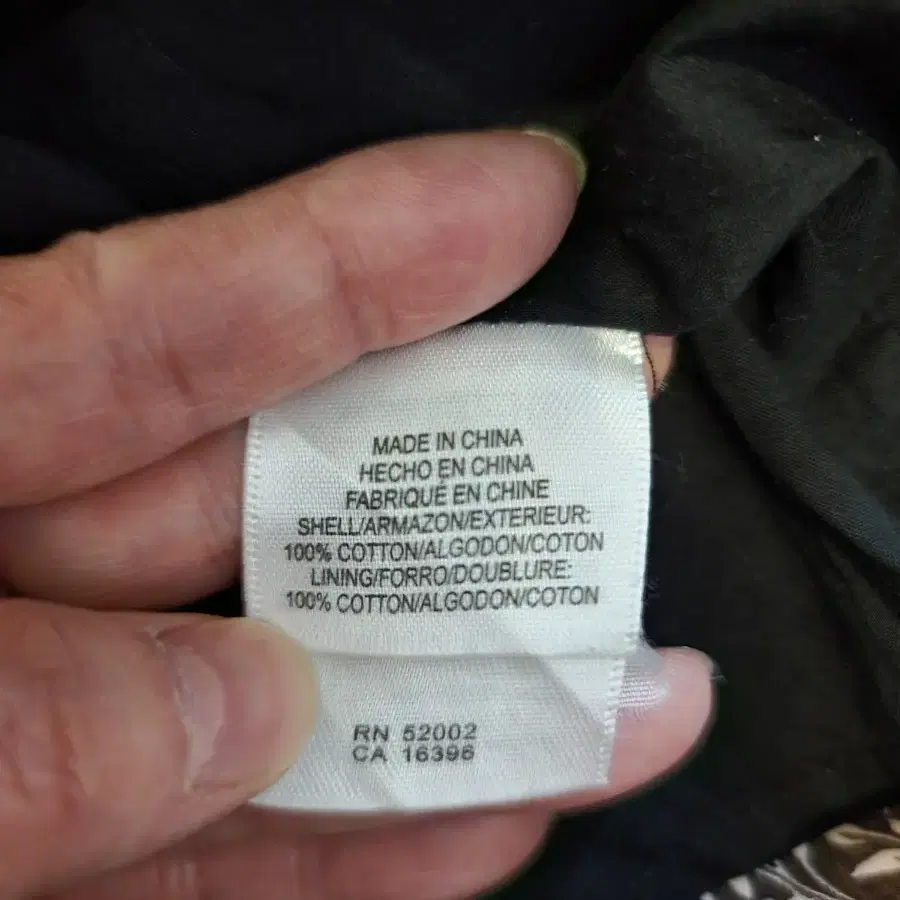 MADE IN CHINA
HECHO EN CHINA
FABRIQUÉ EN CHINE
SHELL/ARMAZON/EXTERIEUR:
100% COTTON/ALGODON/COTON
LINING/FORRO/DOUBLURE:
100% COTTON/ALGODON/COTON
RN 52002
CA 16396